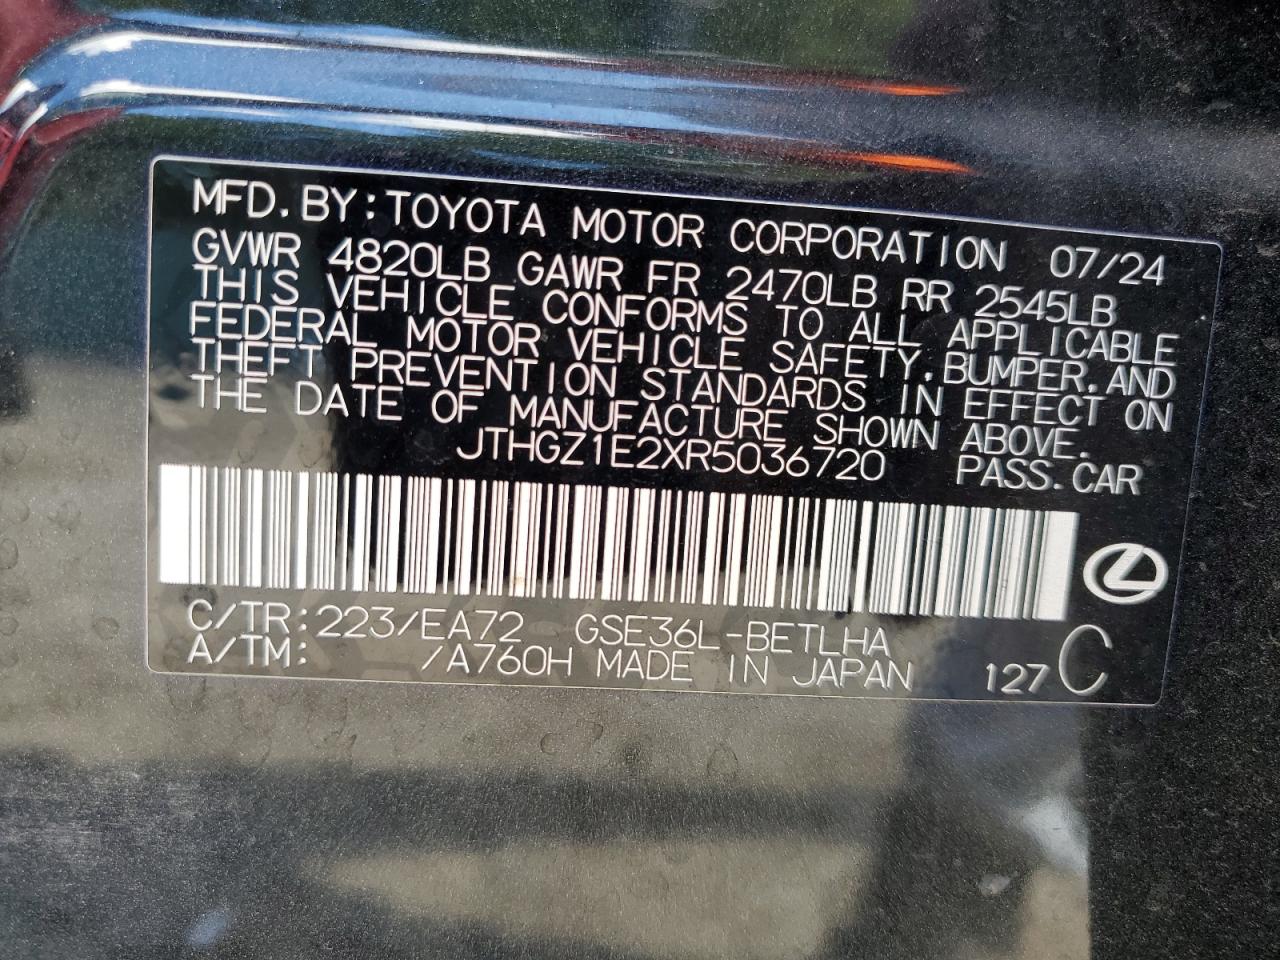 MFD. BY: TOYOTA MOTOR CORPORATION 07/24
GVWR 4820LB GAWR FR 2470LB RR 2545LB
THIS VEHICLE CONFORMS TO ALL APPLICABLE
FEDERAL MOTOR VEHICLE SAFETY, BUMPER, AND
THEFT PREVENTION STANDARDS IN EFFECT ON
THE DATE OF MANUFACTURE SHOWN ABOVE.
JTHGZ1E2XR5036720 PASS. CAR
C/TR: 223/EA72 GSE36L-BETLHA
A/TM: /A760H MADE IN JAPAN 127 C